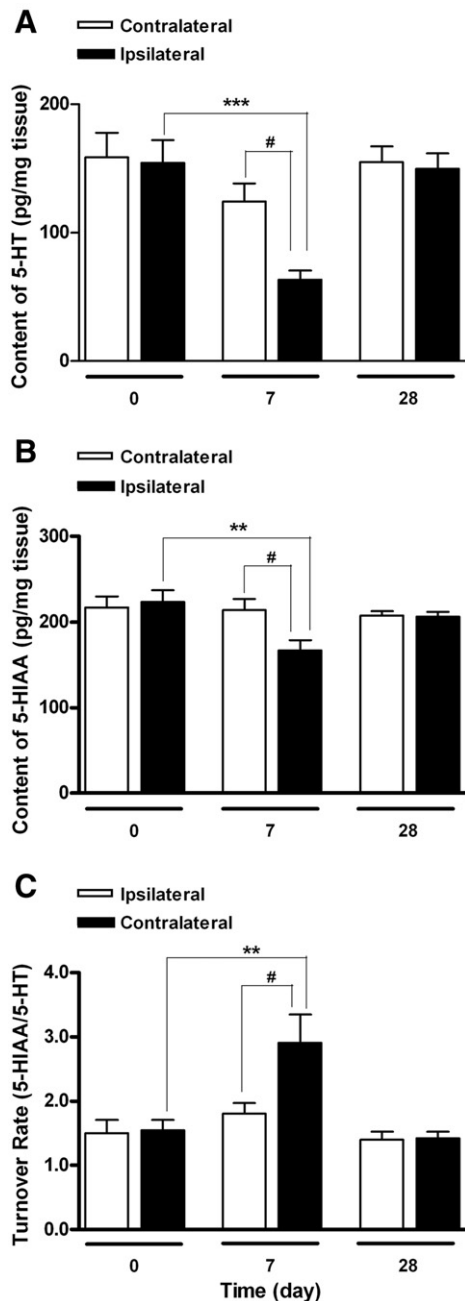 A
Contralateral
Ipsilateral
Content of 5-HT (pg/mg tissue)
200
***
#
100
0
0 7 28
B
Contralateral
Ipsilateral
Content of 5-HIAA (pg/mg tissue)
300
**
#
200
100
0
0 7 28
C
Ipsilateral
Contralateral
Turnover Rate (5-HIAA/5-HT)
4.0
**
#
3.0
2.0
1.0
0.0
0 7 28
Time (day)